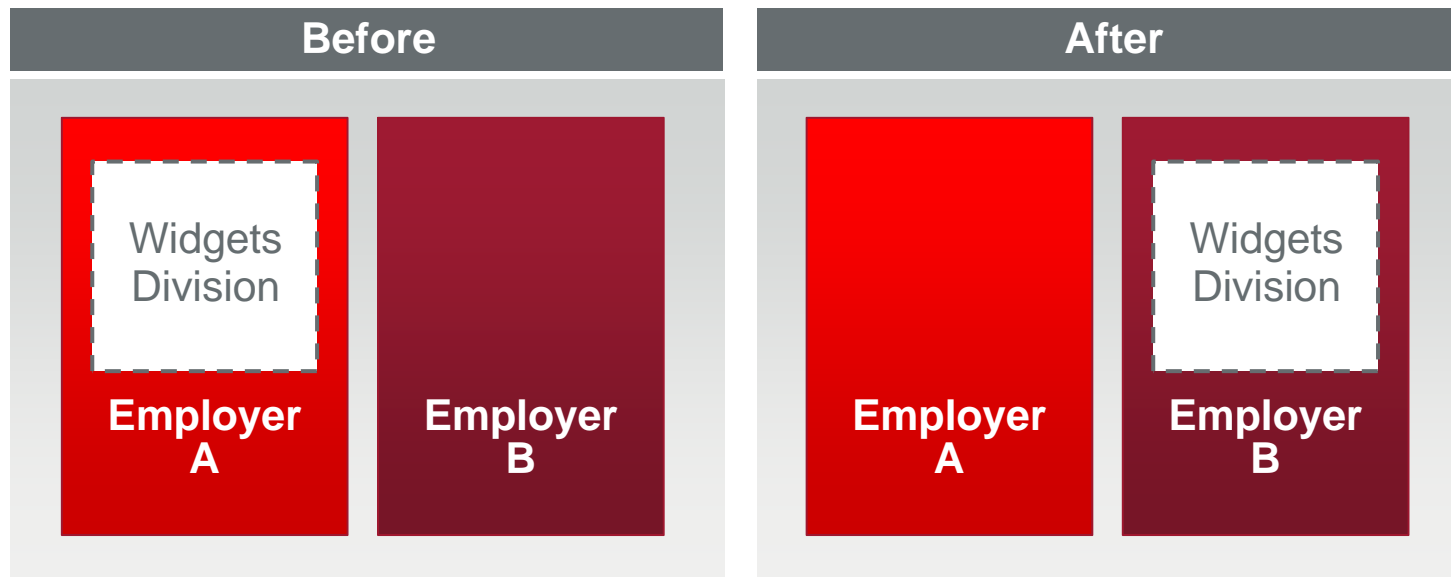 Before
Widgets
Division
Employer
A
Employer
B
After
Employer
A
Widgets
Division
Employer
B